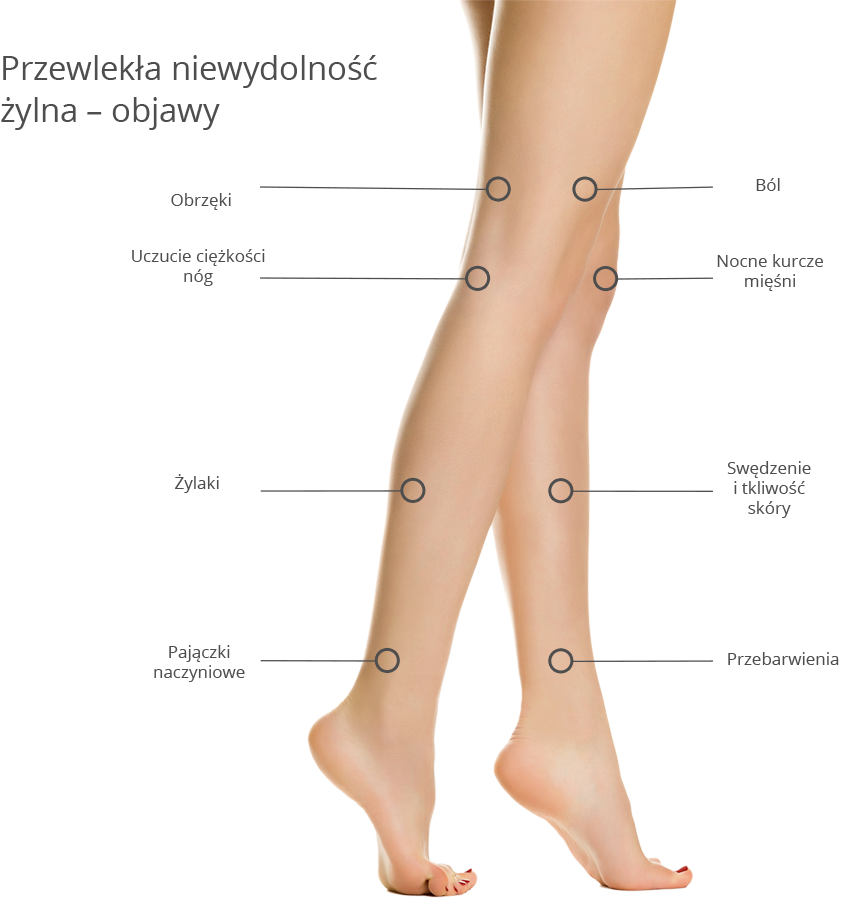 Przewlekła niewydolność
żylna – objawy
Obrzęki
Ból
Uczucie ciężkości
nóg
Nocne kurcze
mięśni
Żylaki
Swędzenie
i tkliwość
skóry
Pajączki
naczyniowe
Przebarwienia